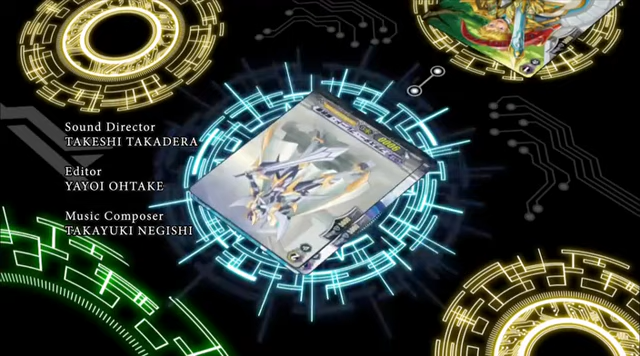 Sound Director
TAKESHI TAKADERA
Editor
YAYOI OHTAKE
Music Composer
TAKAYUKI NEGISHI